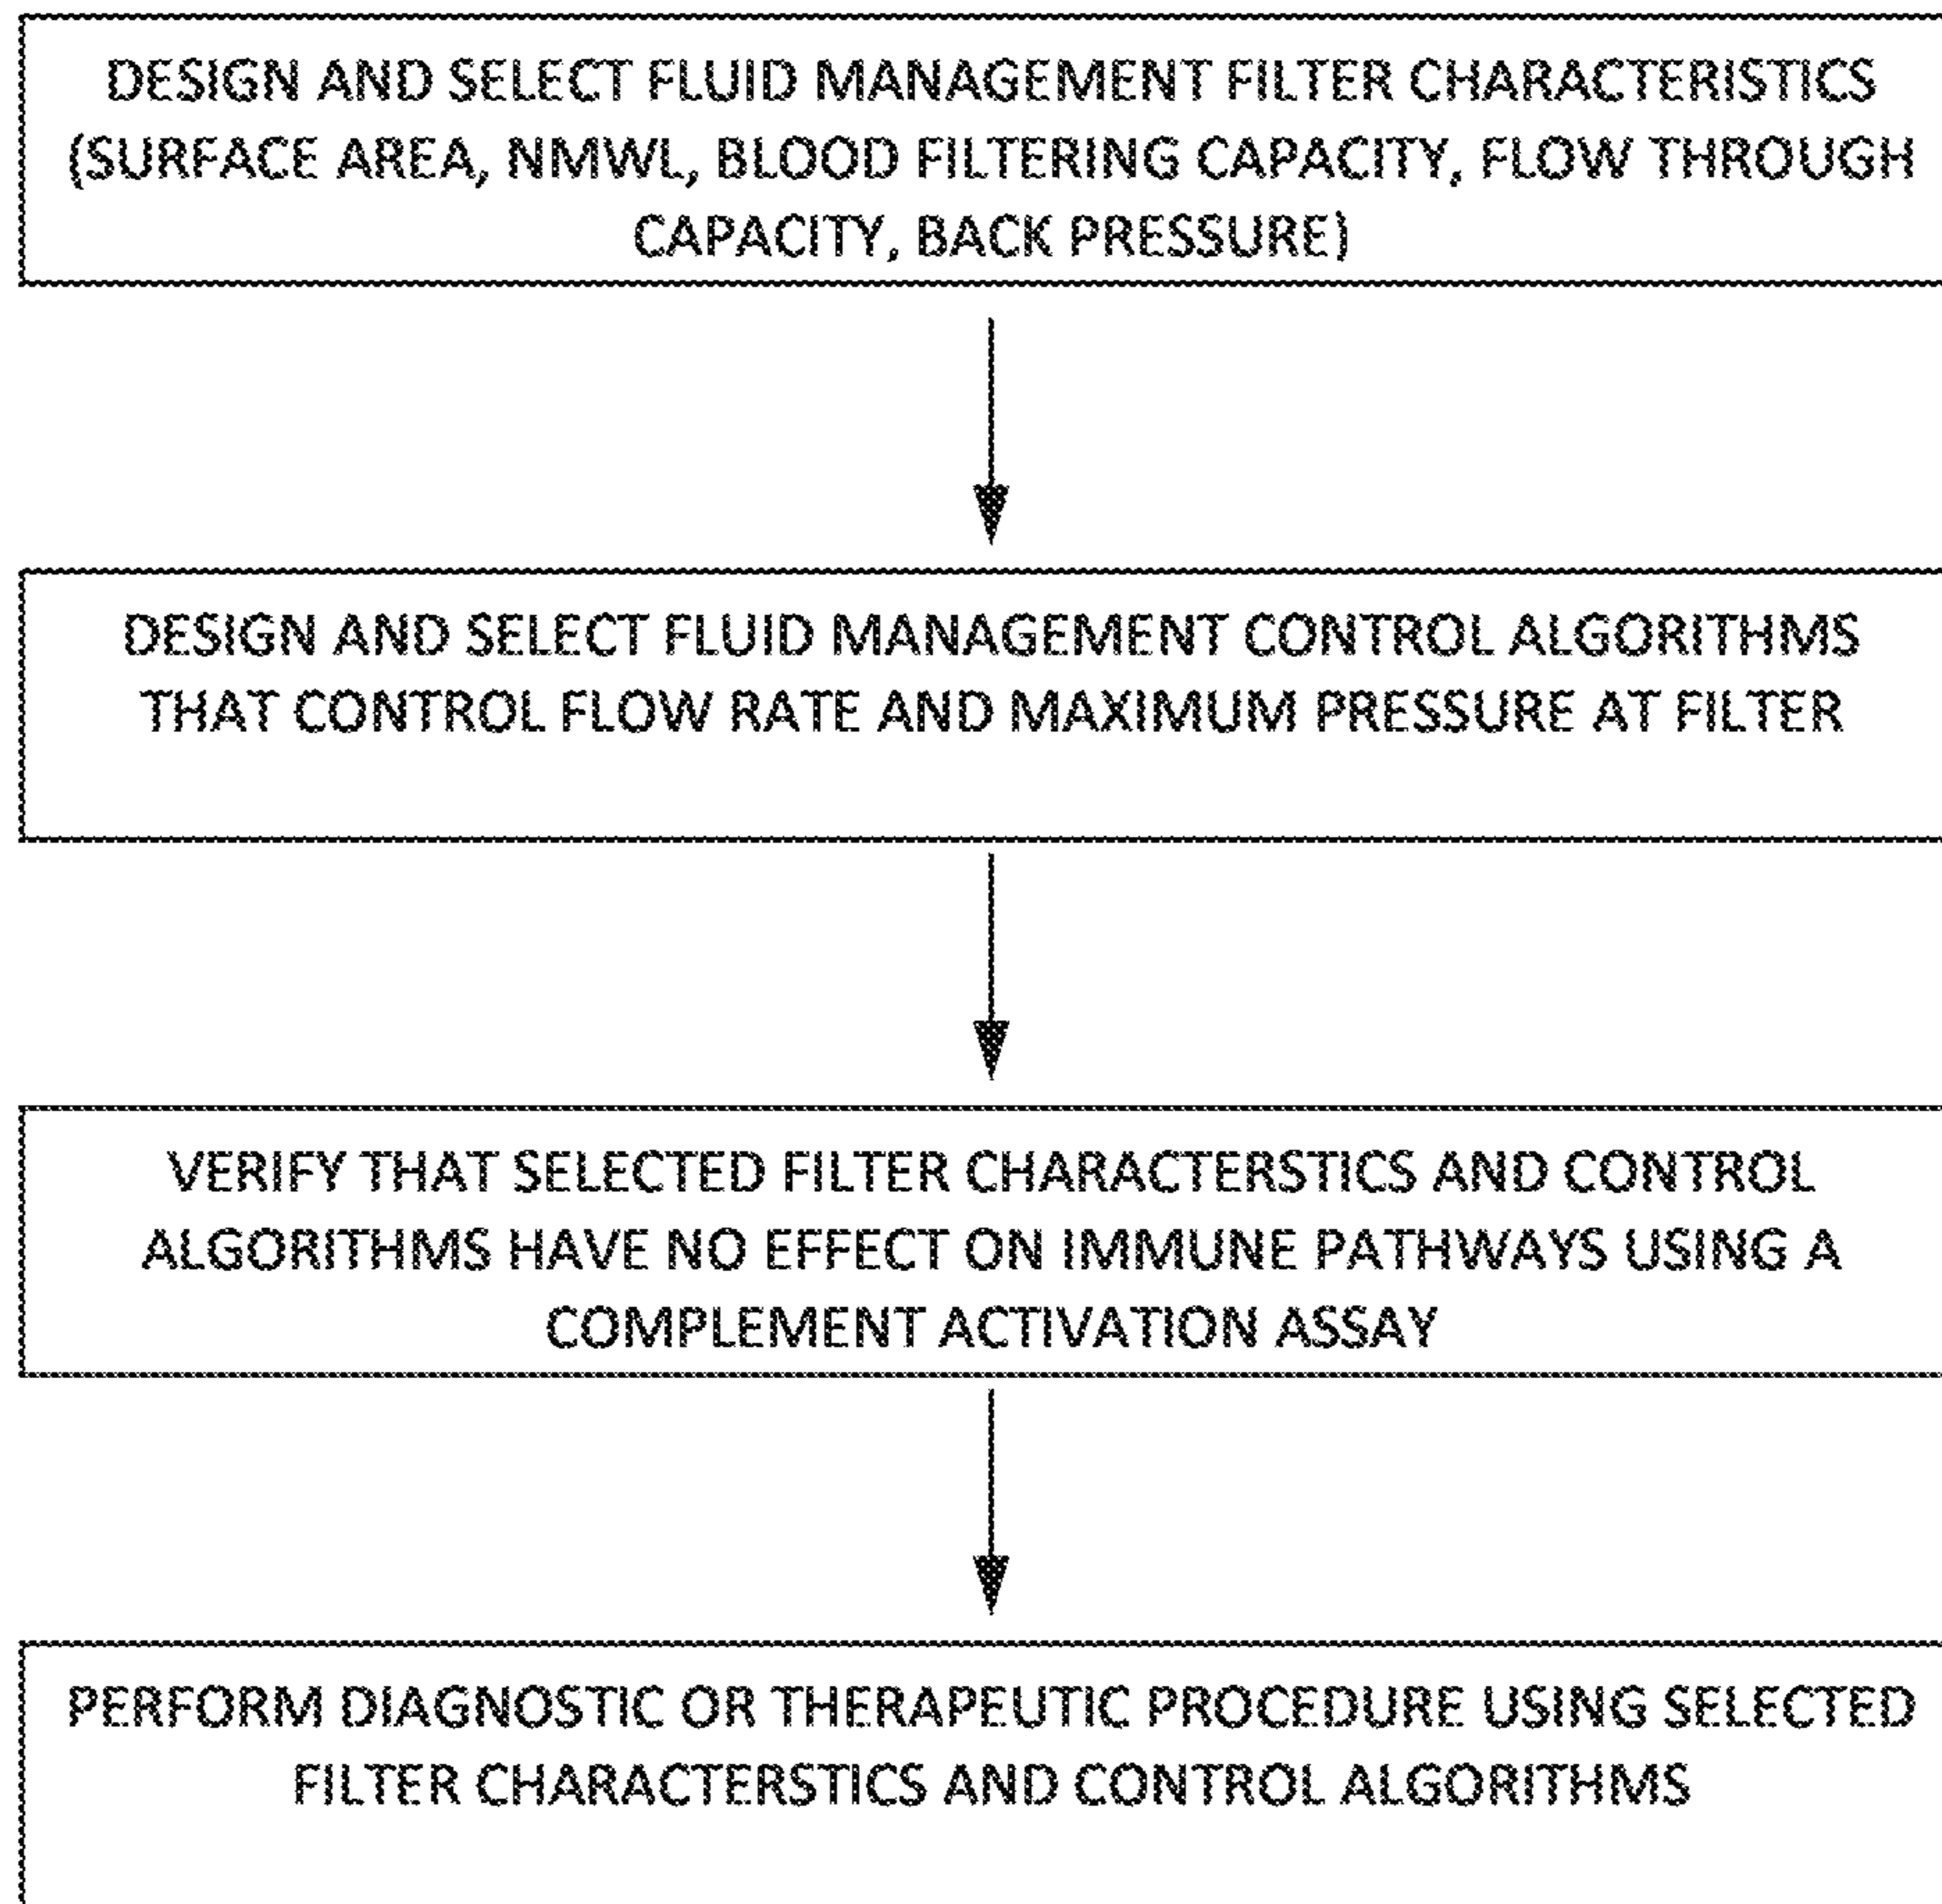 DESIGN AND SELECT FLUID MANAGEMENT FILTER CHARACTERISTICS
(SURFACE AREA, NMWL, BLOOD FILTERING CAPACITY, FLOW THROUGH
CAPACITY, BACK PRESSURE)
DESIGN AND SELECT FLUID MANAGEMENT CONTROL ALGORITHMS
THAT CONTROL FLOW RATE AND MAXIMUM PRESSURE AT FILTER
VERIFY THAT SELECTED FILTER CHARACTERSTICS AND CONTROL
ALGORITHMS HAVE NO EFFECT ON IMMUNE PATHWAYS USING A
COMPLEMENT ACTIVATION ASSAY
PERFORM DIAGNOSTIC OR THERAPEUTIC PROCEDURE USING SELECTED
FILTER CHARACTERSTICS AND CONTROL ALGORITHMS